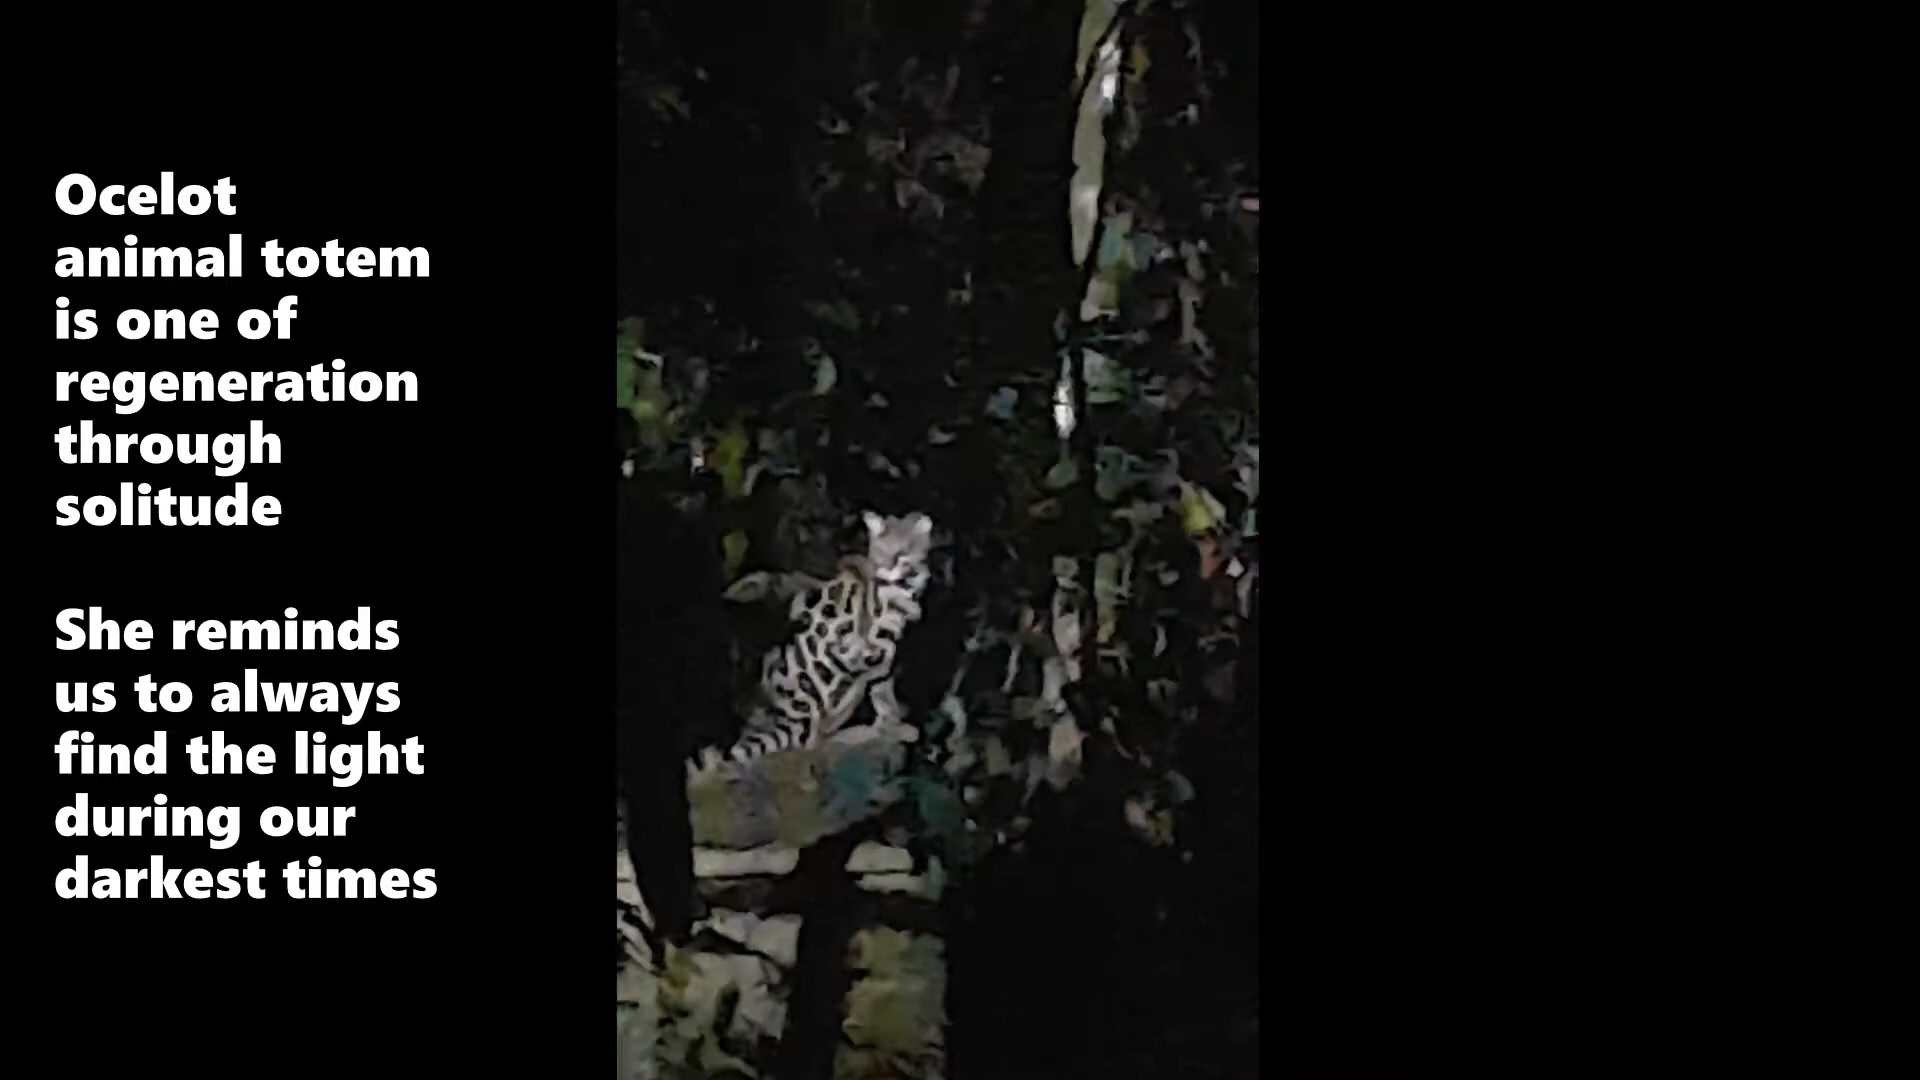 Ocelot
animal totem
is one of
regeneration
through
solitude
She reminds
us to always
find the light
during our
darkest times